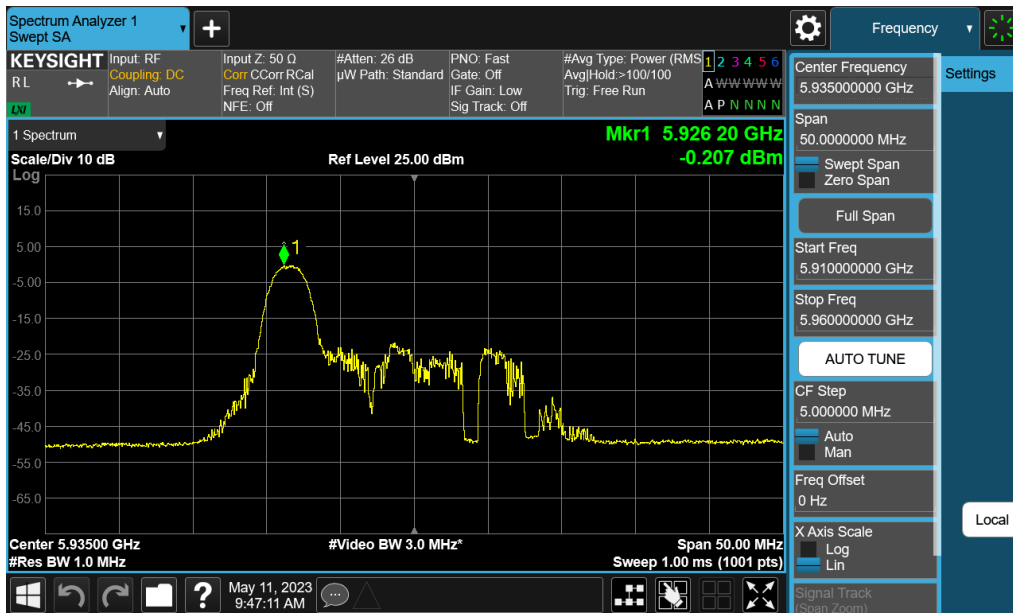 Spectrum Analyzer 1
Swept SA
Frequency
KEYSIGHT
RL
LXI
Input: RF
Coupling: DC
Align: Auto
Input Z: 50 Ω
Corr CCorr RCal
Freq Ref: Int (S)
NFE: Off
#Atten: 26 dB
µW Path: Standard
PNO: Fast
Gate: Off
IF Gain: Low
Sig Track: Off
#Avg Type: Power (RMS
Avg|Hold:>100/100
Trig: Free Run
1 2 3 4 5 6
A W W W W W
A P N N N N
1 Spectrum
Scale/Div 10 dB
Ref Level 25.00 dBm
Mkr1 5.926 20 GHz
-0.207 dBm
Log
15.0
5.00
-5.00
-15.0
-25.0
-35.0
-45.0
-55.0
-65.0
1
Center 5.93500 GHz
#Video BW 3.0 MHz*
Span 50.00 MHz
#Res BW 1.0 MHz
Sweep 1.00 ms (1001 pts)
?
May 11, 2023
9:47:11 AM
Center Frequency
5.935000000 GHz
Span
50.0000000 MHz
Swept Span
Zero Span
Full Span
Start Freq
5.910000000 GHz
Stop Freq
5.960000000 GHz
AUTO TUNE
CF Step
5.000000 MHz
Auto
Man
Freq Offset
0 Hz
X Axis Scale
Log
Lin
Signal Track
(Span Zoom)
Settings
Local